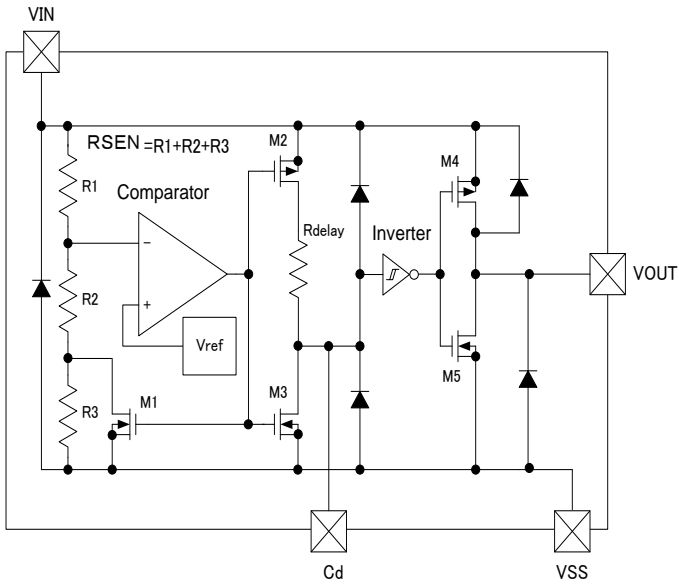 VIN
RSEN =R1+R2+R3
M2
M4
R1
Comparator
Rdelay
Inverter
−
VOUT
R2
+
Vref
M5
R3
M1
M3
Cd
VSS